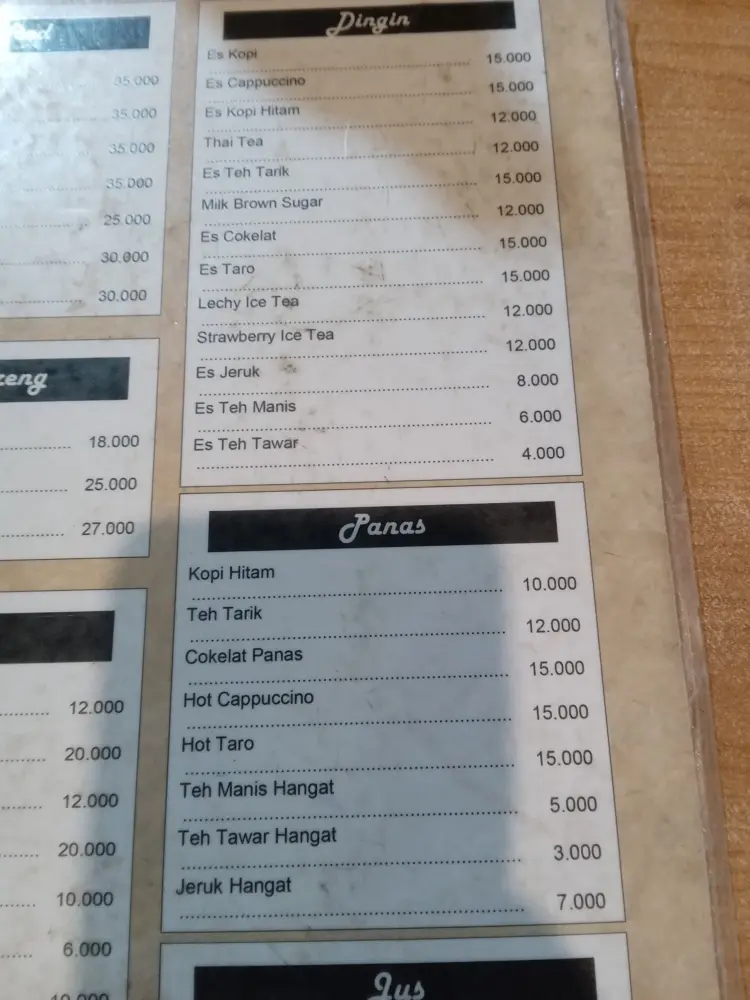 35.000
35.000
35.000
35.000
25.000
30.000
30.000
18.000
25.000
27.000
12.000
20.000
12.000
20.000
10.000
6.000
Dingin
Es Kopi 15.000
Es Cappuccino 15.000
Es Kopi Hitam 12.000
Thai Tea 12.000
Es Teh Tarik 15.000
Milk Brown Sugar 12.000
Es Cokelat 15.000
Es Taro 15.000
Lechy Ice Tea 12.000
Strawberry Ice Tea 12.000
Es Jeruk 8.000
Es Teh Manis 6.000
Es Teh Tawar 4.000
Panas
Kopi Hitam 10.000
Teh Tarik 12.000
Cokelat Panas 15.000
Hot Cappuccino 15.000
Hot Taro 15.000
Teh Manis Hangat 5.000
Teh Tawar Hangat 3.000
Jeruk Hangat 7.000
Jus